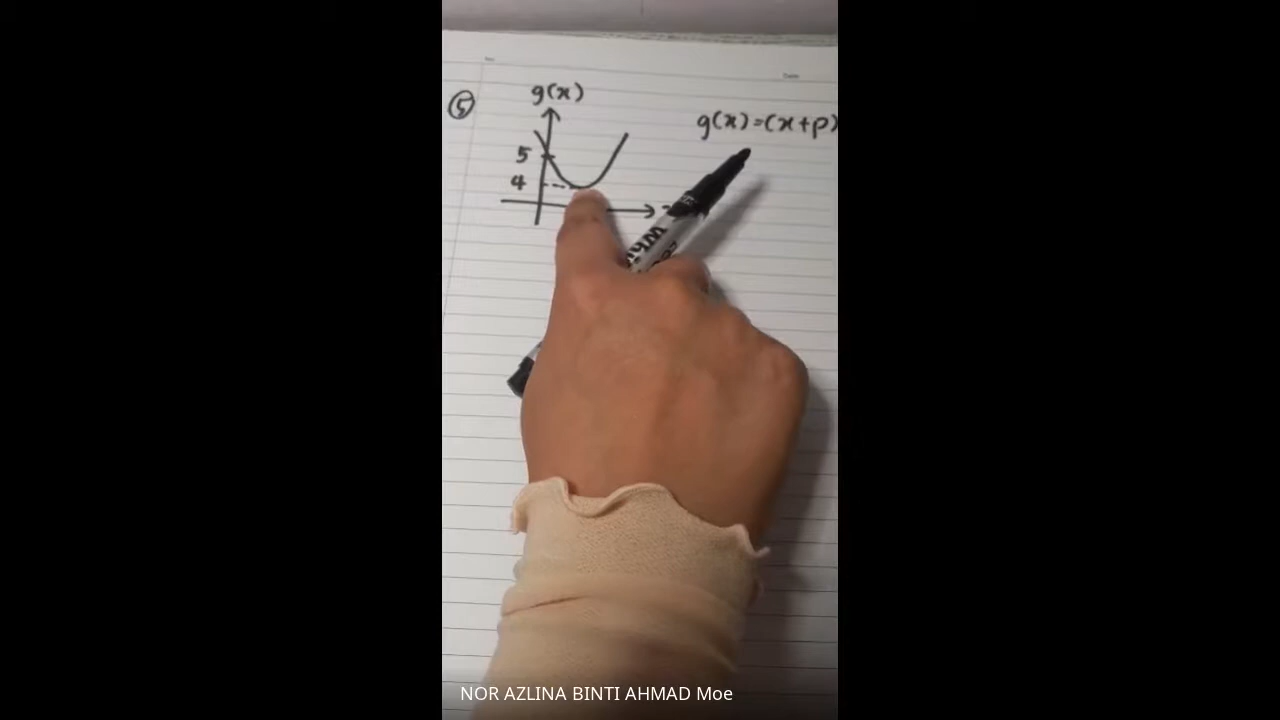 ⑤
g(x)
g(x)=(x+p)
5
4
NOR AZLINA BINTI AHMAD Moe